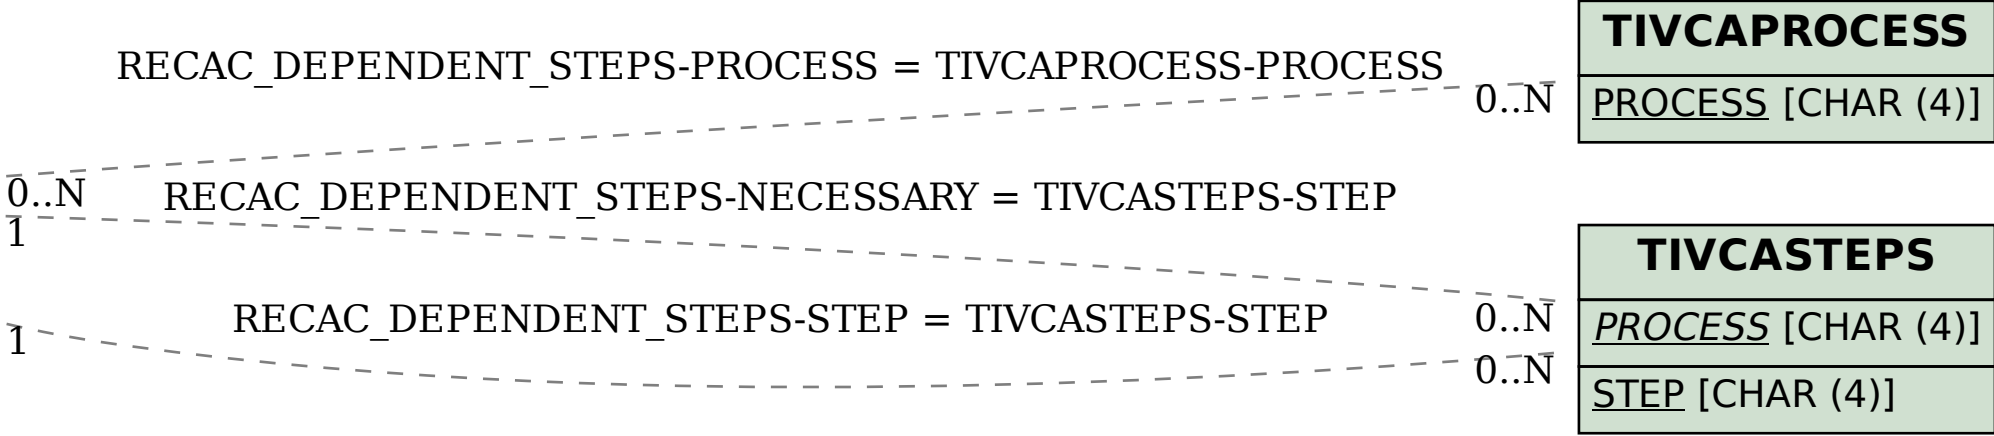 TIVCAPROCESS
RECAC_DEPENDENT_STEPS-PROCESS = TIVCAPROCESS-PROCESS
0..N
PROCESS [CHAR (4)]
0..N
RECAC_DEPENDENT_STEPS-NECESSARY = TIVCASTEPS-STEP
1
TIVCASTEPS
RECAC_DEPENDENT_STEPS-STEP = TIVCASTEPS-STEP
0..N
PROCESS [CHAR (4)]
1
0..N
STEP [CHAR (4)]